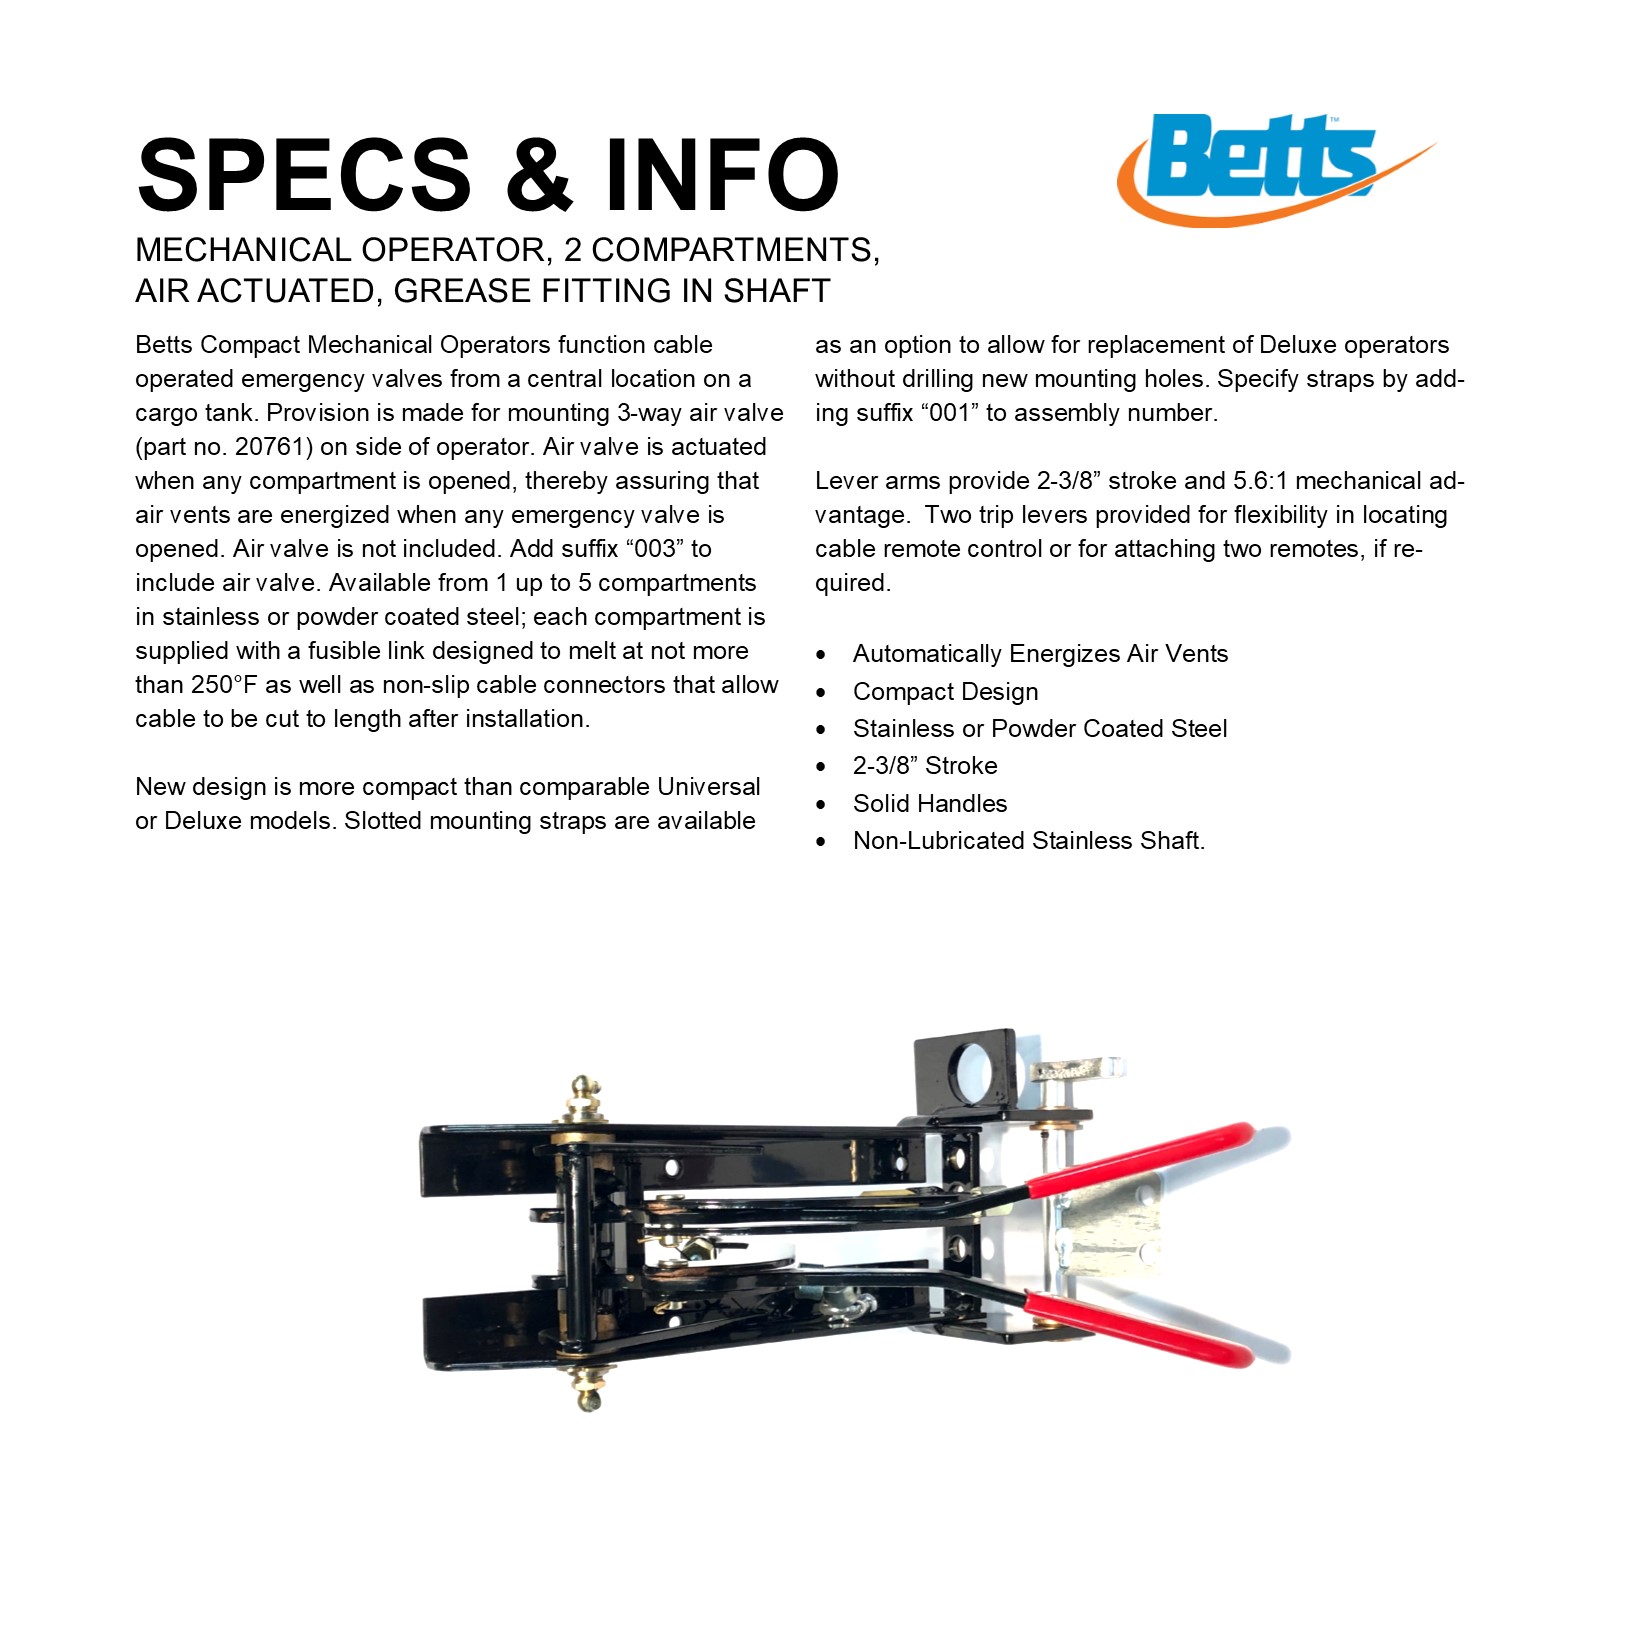 SPECS & INFO
Betts™
MECHANICAL OPERATOR, 2 COMPARTMENTS,
AIR ACTUATED, GREASE FITTING IN SHAFT
Betts Compact Mechanical Operators function cable
operated emergency valves from a central location on a
cargo tank. Provision is made for mounting 3-way air valve
(part no. 20761) on side of operator. Air valve is actuated
when any compartment is opened, thereby assuring that
air vents are energized when any emergency valve is
opened. Air valve is not included. Add suffix “003” to
include air valve. Available from 1 up to 5 compartments
in stainless or powder coated steel; each compartment is
supplied with a fusible link designed to melt at not more
than 250°F as well as non-slip cable connectors that allow
cable to be cut to length after installation.
New design is more compact than comparable Universal
or Deluxe models. Slotted mounting straps are available
as an option to allow for replacement of Deluxe operators
without drilling new mounting holes. Specify straps by add-
ing suffix “001” to assembly number.
Lever arms provide 2-3/8” stroke and 5.6:1 mechanical ad-
vantage.  Two trip levers provided for flexibility in locating
cable remote control or for attaching two remotes, if re-
quired.
• Automatically Energizes Air Vents
• Compact Design
• Stainless or Powder Coated Steel
• 2-3/8” Stroke
• Solid Handles
• Non-Lubricated Stainless Shaft.